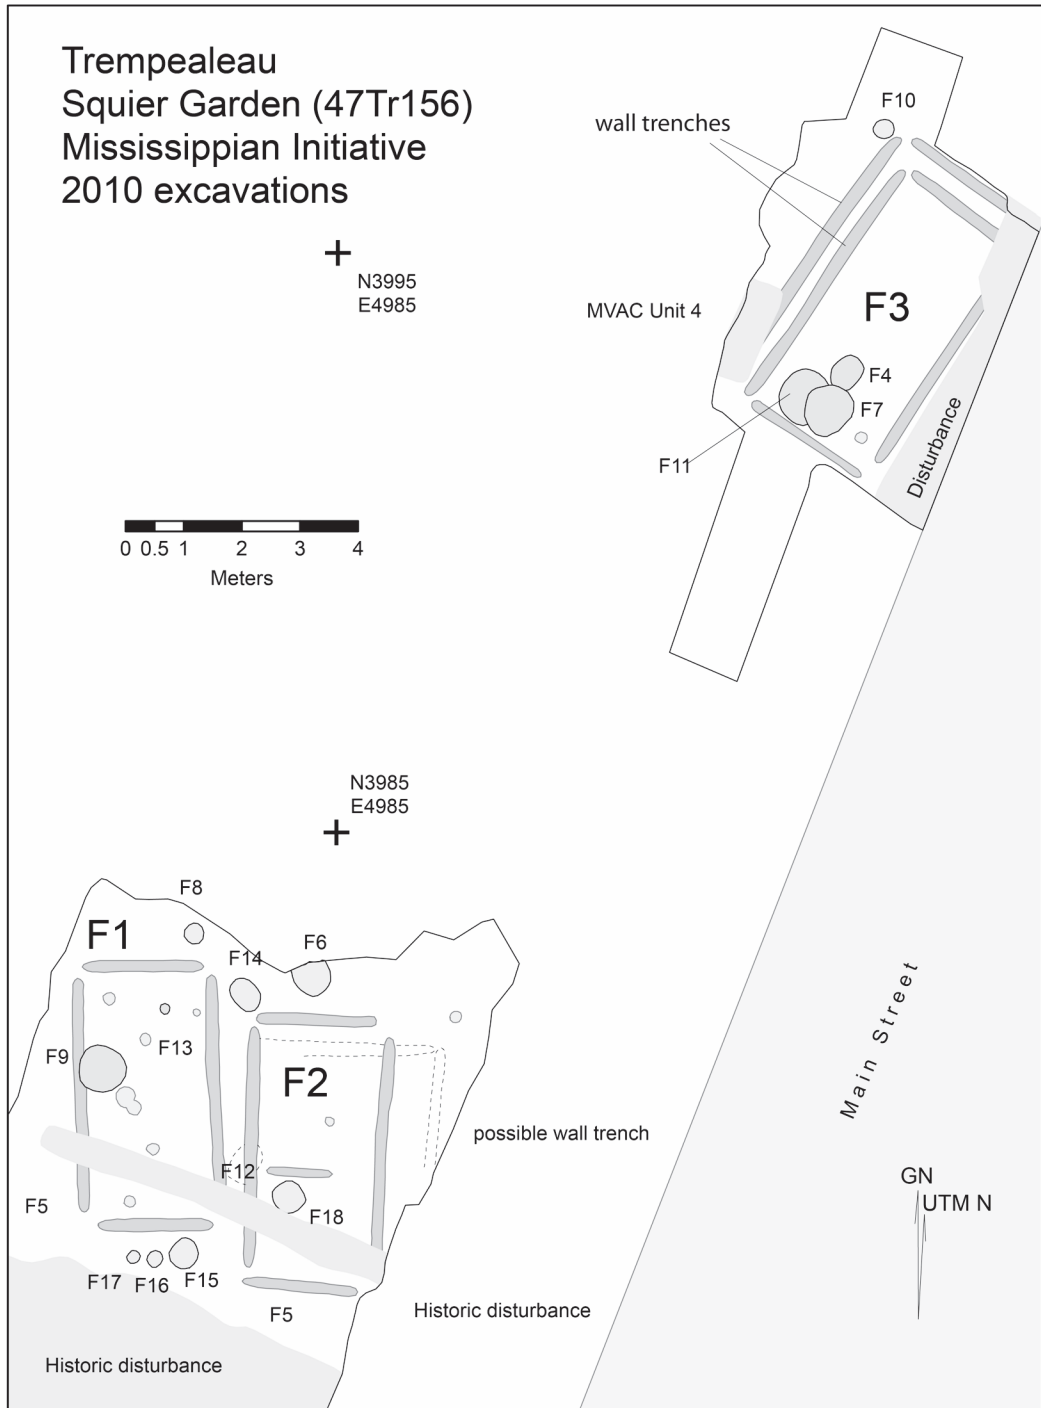 Trempealeau
Squier Garden (47Tr156)
Mississippian Initiative
2010 excavations
F10
wall trenches
N3995
E4985
MVAC Unit 4
F3
F4
F7
F11
Disturbance
0 0.5 1 2 3 4
Meters
N3985
E4985
F8
F1
F6
F14
F9
F13
F2
possible wall trench
F12
F5
F18
F17 F16 F15
F5
Historic disturbance
Historic disturbance
Main Street
GN
UTM N